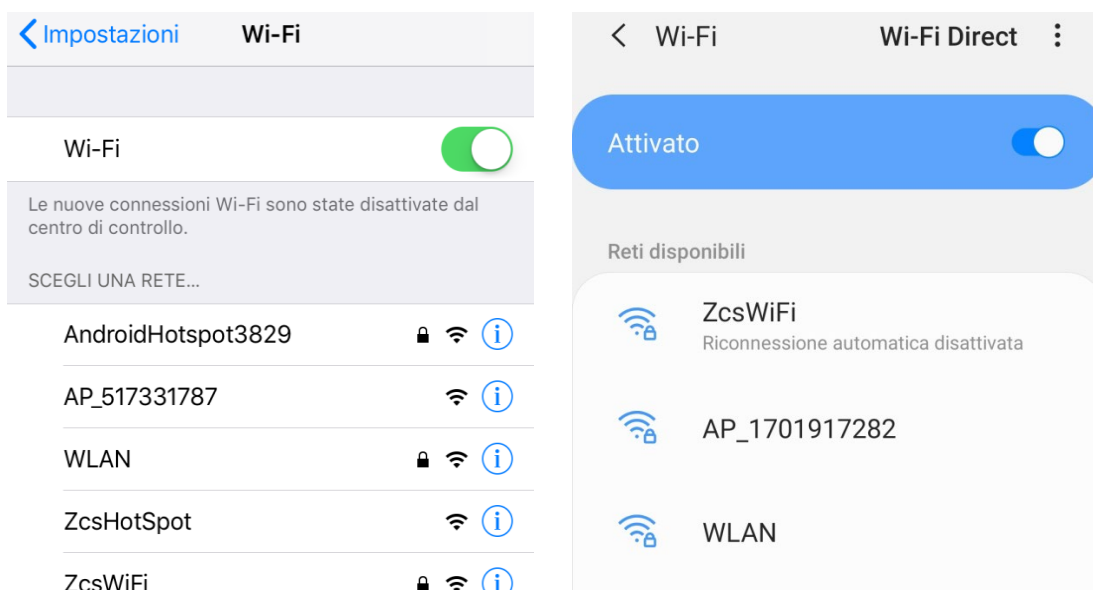 Impostazioni Wi-Fi
Wi-Fi
Le nuove connessioni Wi-Fi sono state disattivate dal
centro di controllo.
SCEGLI UNA RETE...
AndroidHotspot3829
AP_517331787
WLAN
ZcsHotSpot
ZcsWiFi
Wi-Fi Wi-Fi Direct
Attivato
Reti disponibili
ZcsWiFi
Riconnessione automatica disattivata
AP_1701917282
WLAN